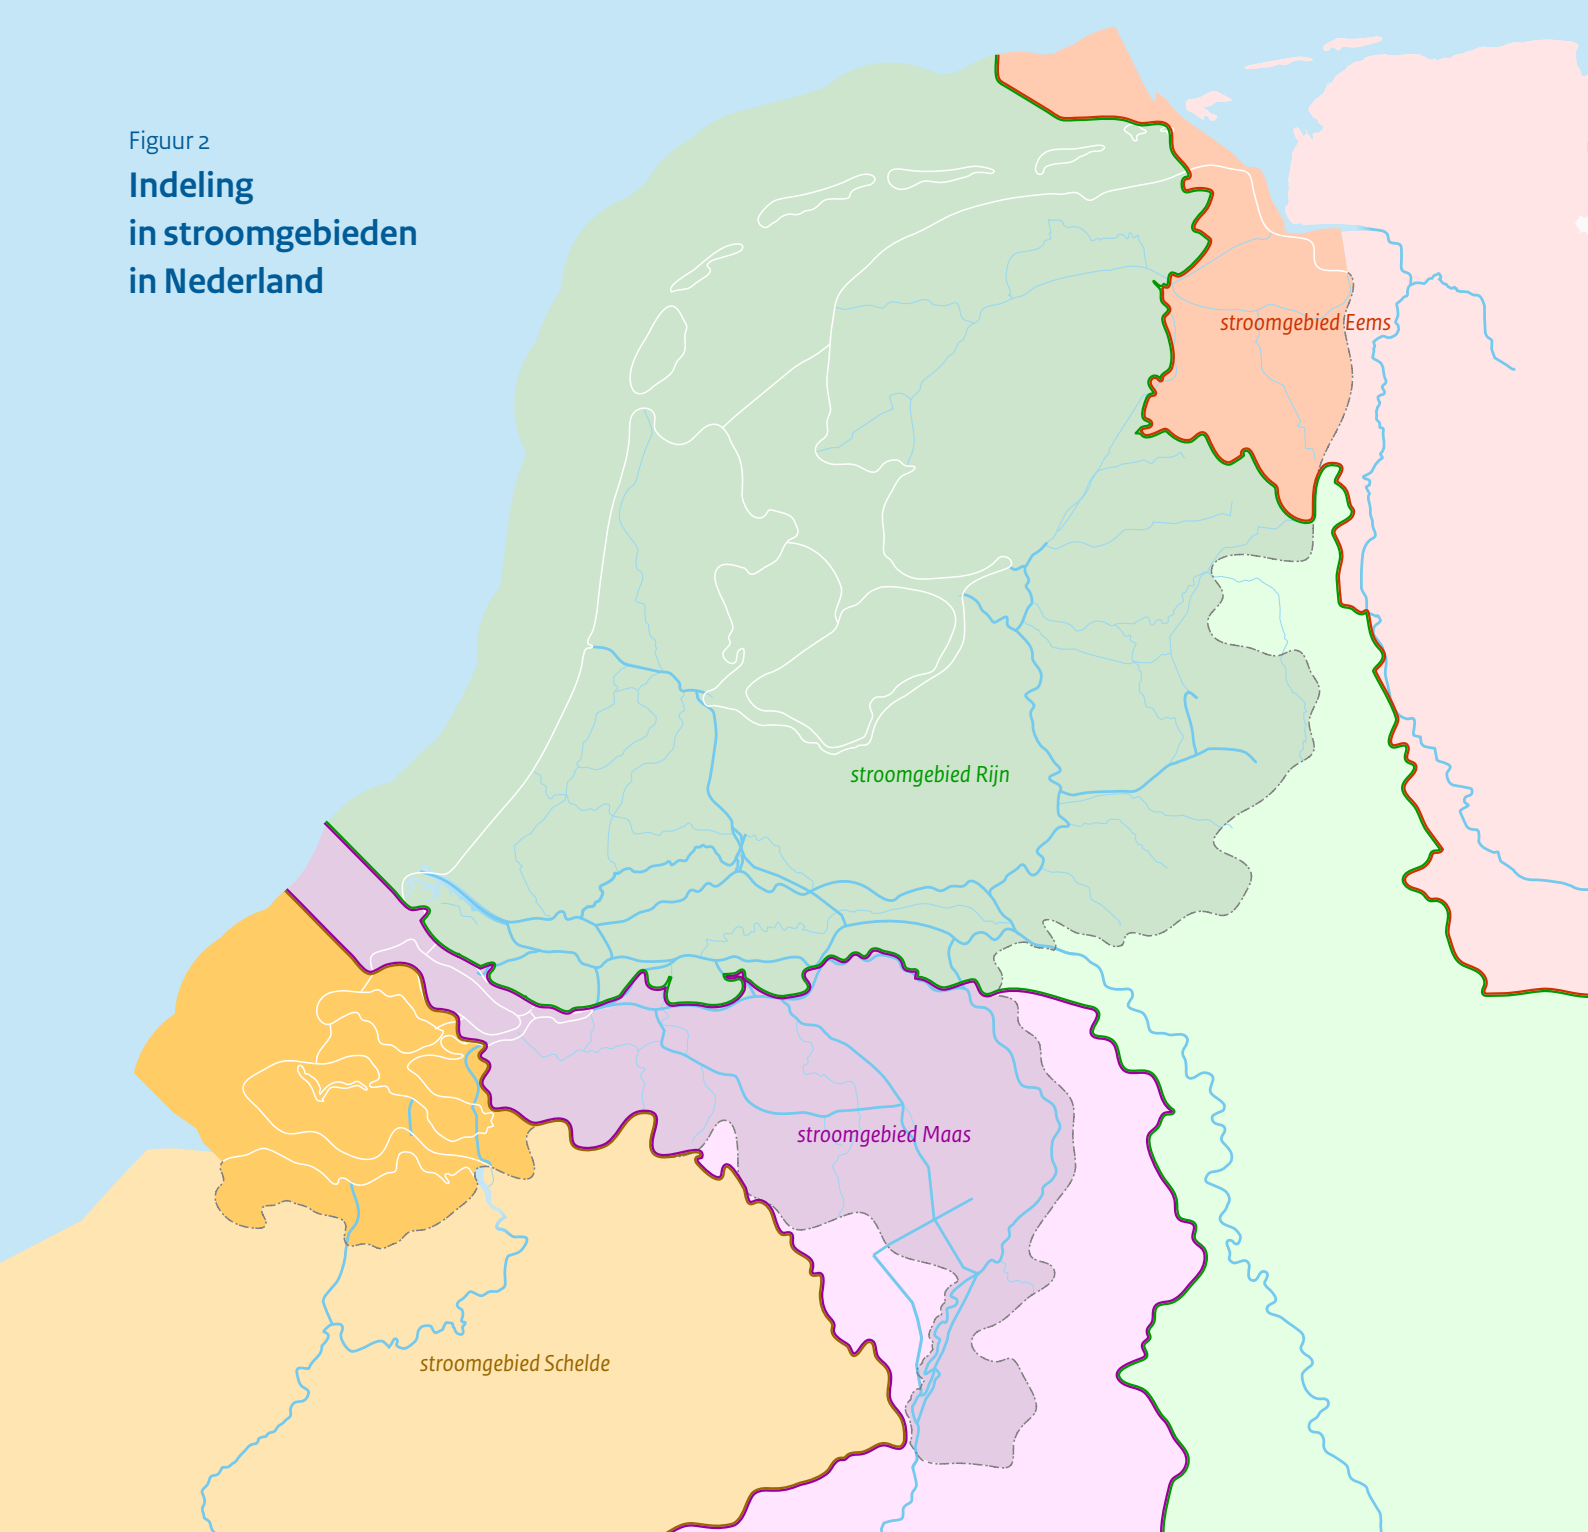 Figuur 2
Indeling
in stroomgebieden
in Nederland
stroomgebied Eems
stroomgebied Rijn
stroomgebied Maas
stroomgebied Schelde